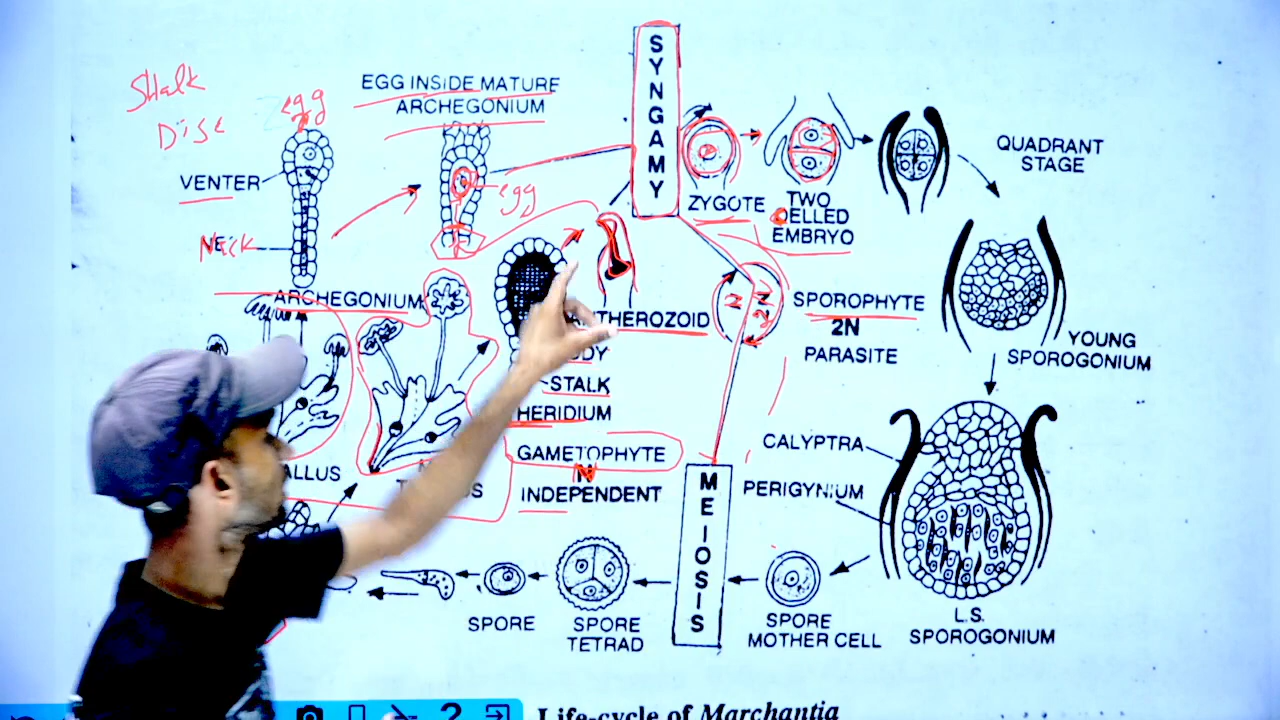 Stalk
Disc
egg
EGG INSIDE MATURE
ARCHEGONIUM
SYNGAMY
QUADRANT
STAGE
VENTER
egg
ZYGOTE
TWO
CELLED
EMBRYO
Neck
ARCHEGONIUM
N
2N
SPOROPHYTE
2N
PARASITE
THEROZOID
YOUNG
SPOROGONIUM
DY
STALK
HERIDIUM
CALYPTRA
GAMETOPHYTE
N
INDEPENDENT
ALLUS
S
MEIOSIS
PERIGYNIUM
SPORE
SPORE
TETRAD
SPORE
MOTHER CELL
L.S.
SPOROGONIUM
Life-cycle of Marchantia